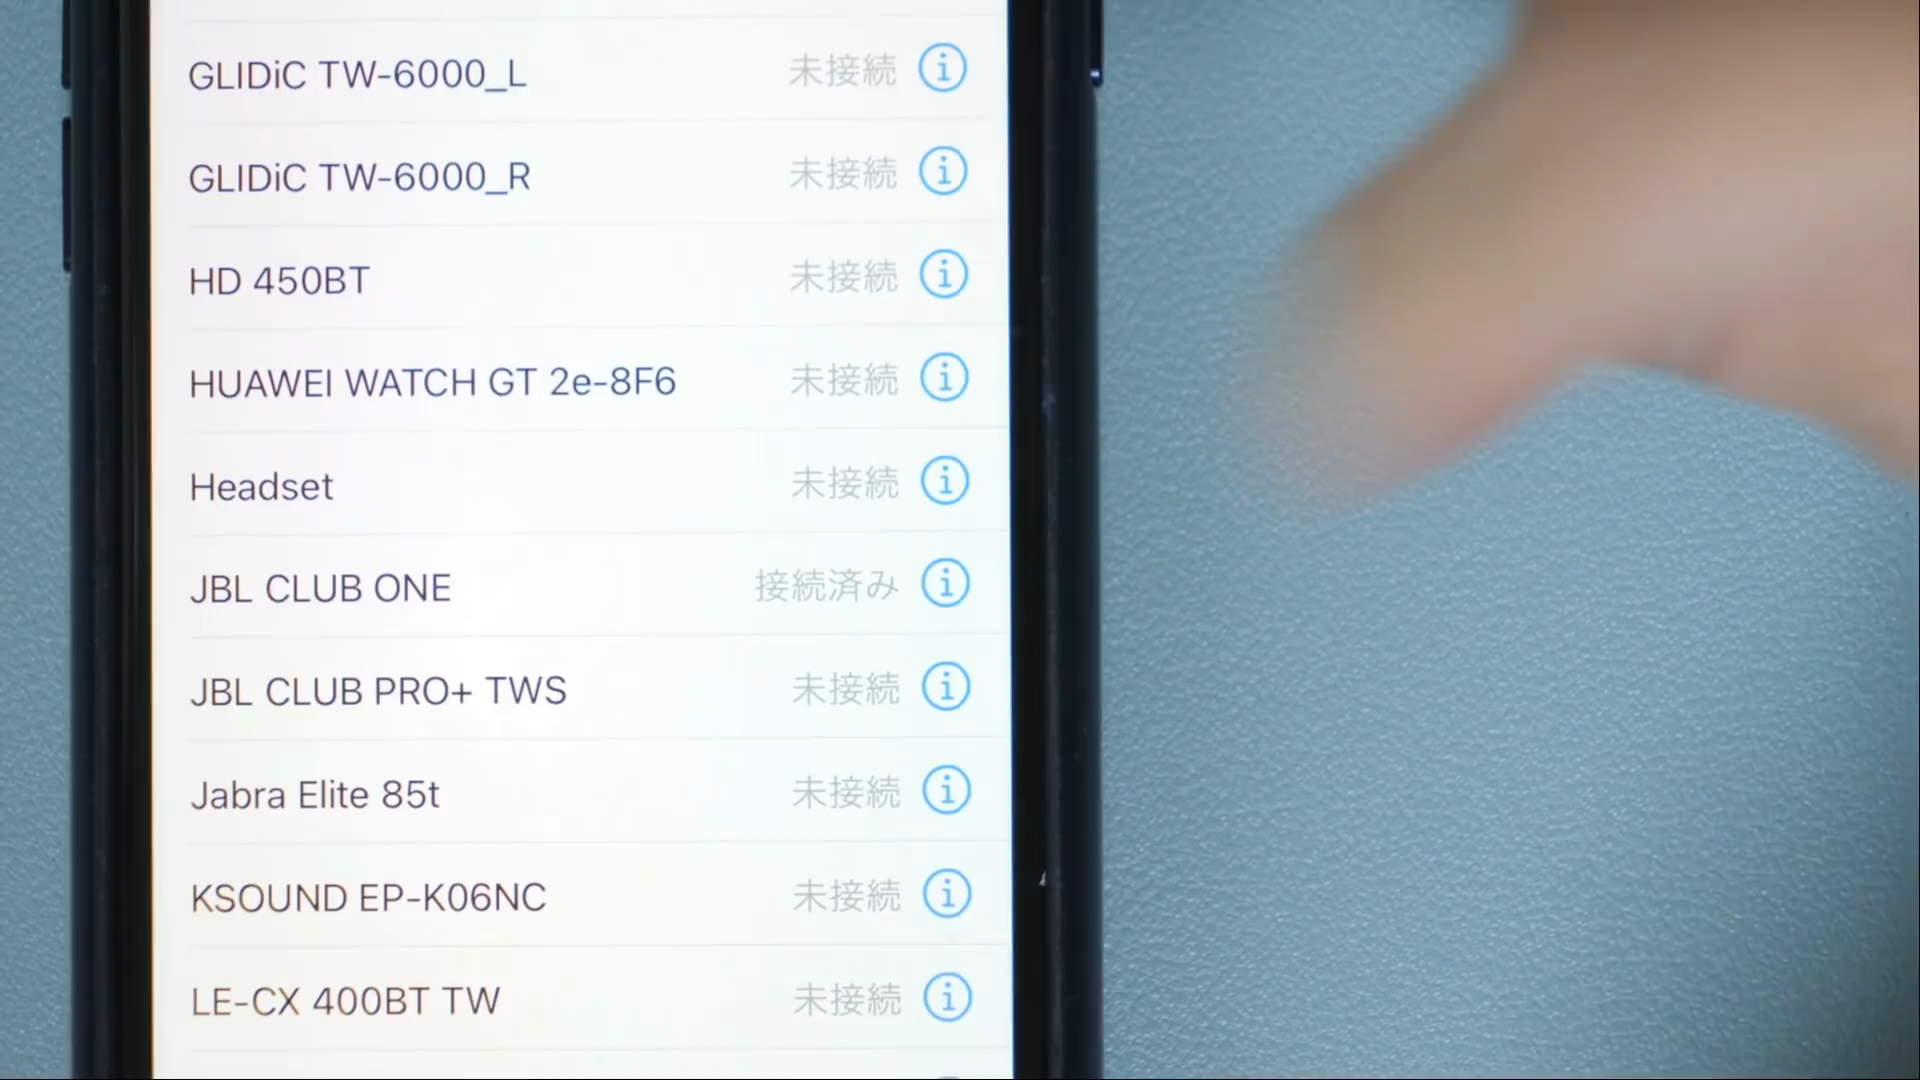 GLIDiC TW-6000_L 未接続
GLIDiC TW-6000_R 未接続
HD 450BT 未接続
HUAWEI WATCH GT 2e-8F6 未接続
Headset 未接続
JBL CLUB ONE 接続済み
JBL CLUB PRO+ TWS 未接続
Jabra Elite 85t 未接続
KSOUND EP-K06NC 未接続
LE-CX 400BT TW 未接続